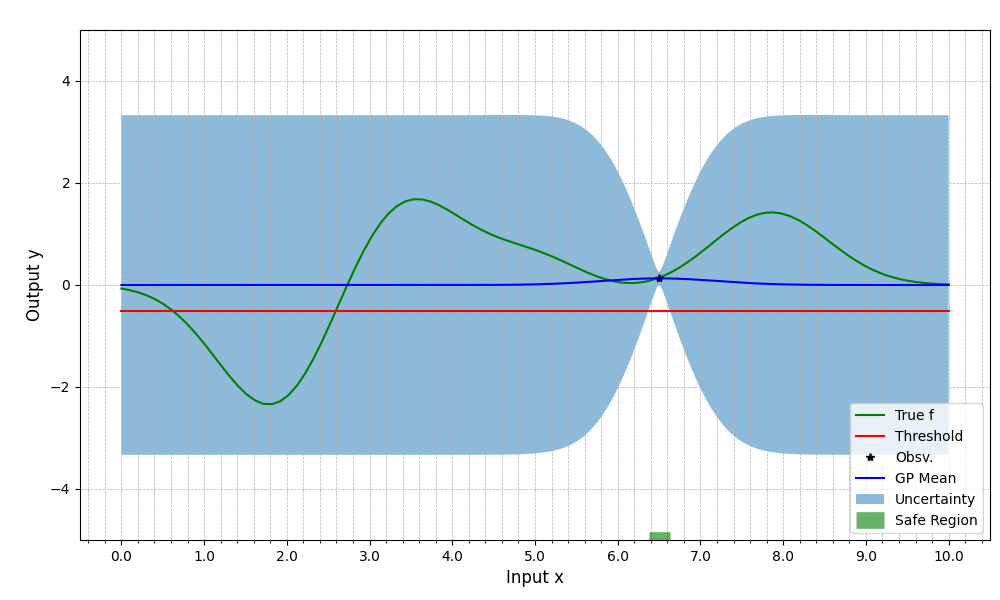 4
2
0
−2
−4
Output y
0.0 1.0 2.0 3.0 4.0 5.0 6.0 7.0 8.0 9.0 10.0
Input x
True f
Threshold
Obsv.
GP Mean
Uncertainty
Safe Region